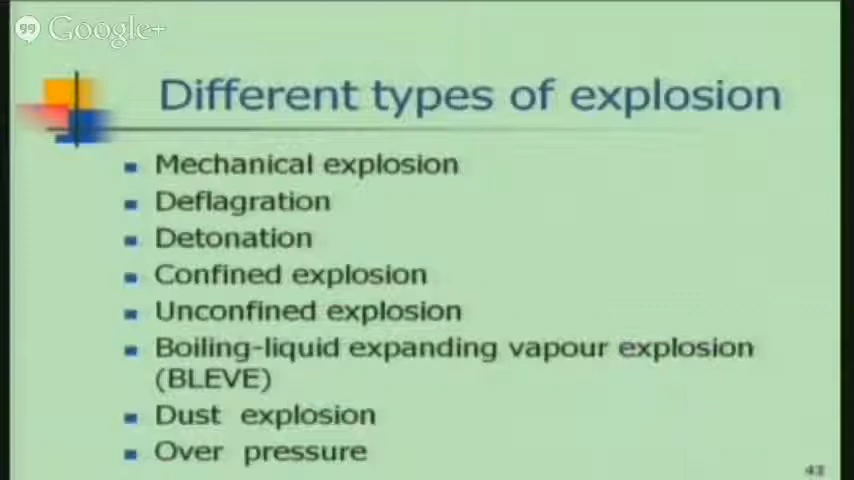 Google+
Different types of explosion
Mechanical explosion
Deflagration
Detonation
Confined explosion
Unconfined explosion
Boiling-liquid expanding vapour explosion
(BLEVE)
Dust explosion
Over pressure